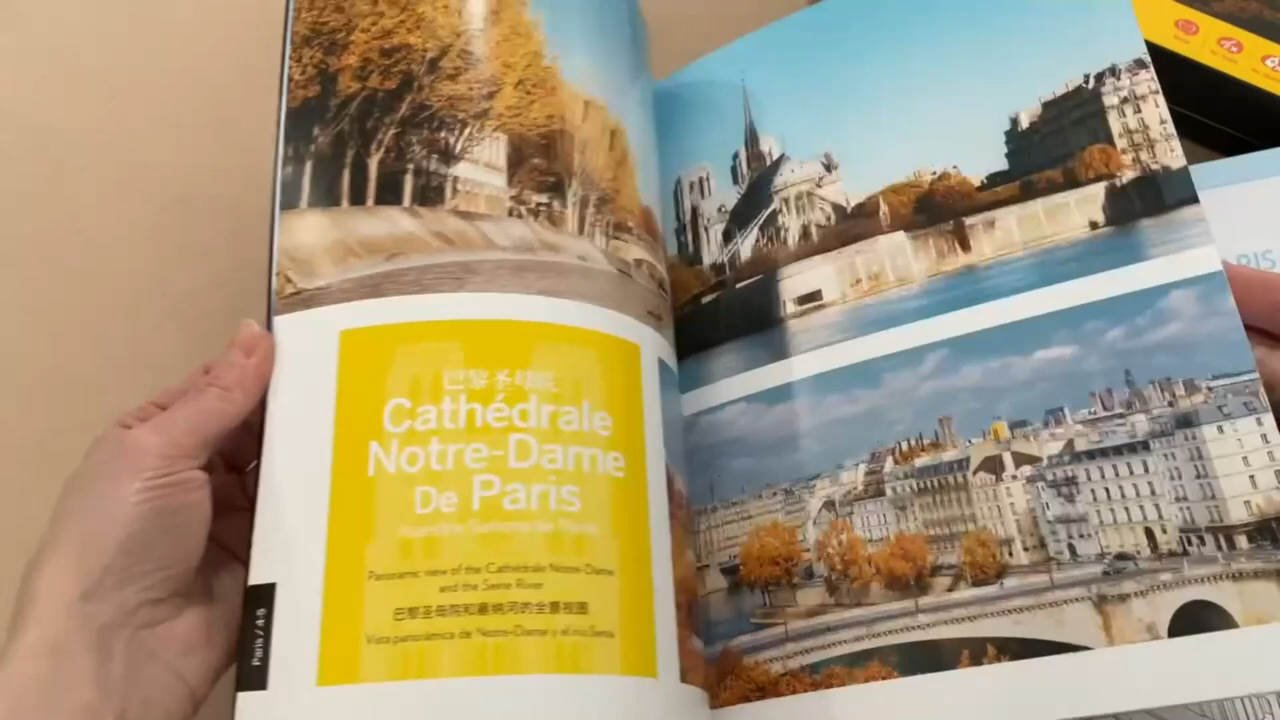 巴黎圣母院
Cathédrale
Notre-Dame
De Paris
Panoramic view of the Cathédrale Notre-Dame
and the Seine River
巴黎圣母院和塞纳河的全景视图
Vista panorámica de Notre-Dame y el río Sena
Paris / 46